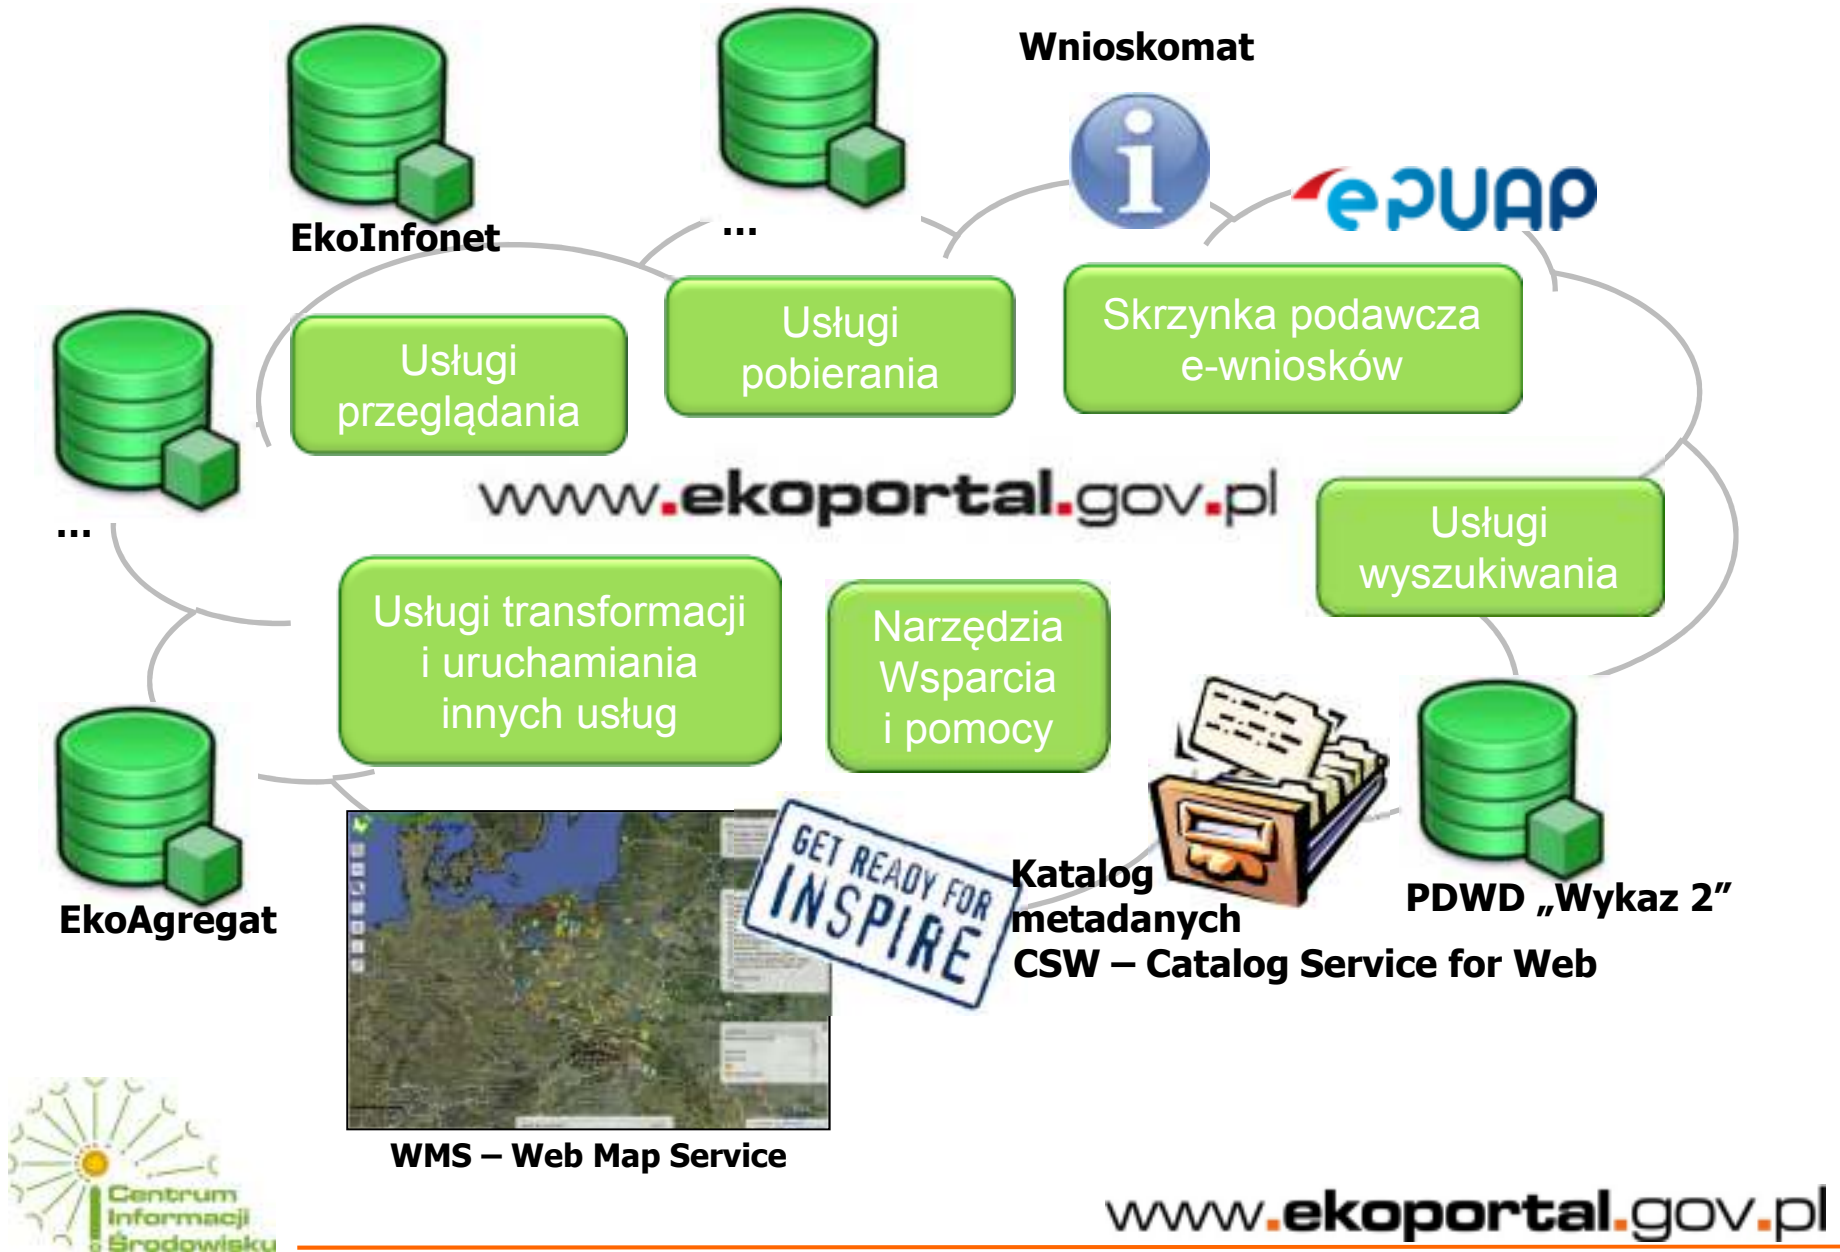 Wnioskomat
i
ePUAP
EkoInfonet
...
Usługi
przeglądania
Usługi
pobierania
Skrzynka podawcza
e-wniosków
www.ekoportal.gov.pl
...
Usługi
wyszukiwania
Usługi transformacji
i uruchamiania
innych usług
Narzędzia
Wsparcia
i pomocy
GET READY FOR
INSPIRE
EkoAgregat
Katalog
metadanych
CSW – Catalog Service for Web
PDWD „Wykaz 2”
WMS – Web Map Service
Centrum
Informacji
o Środowisku
www.ekoportal.gov.pl